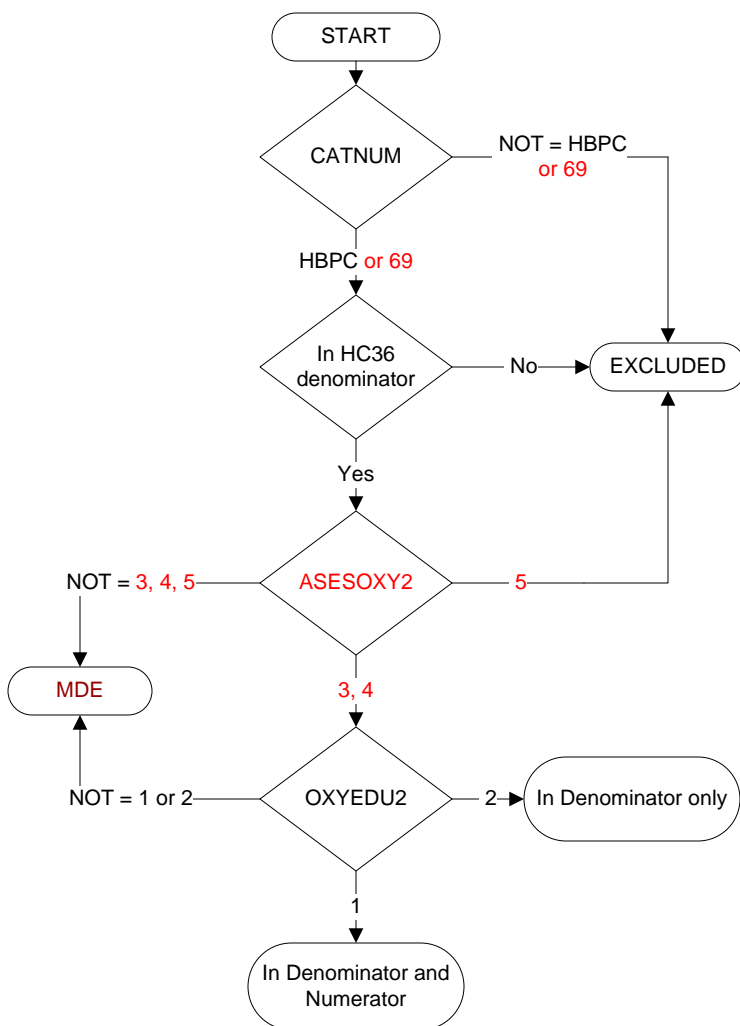 START
CATNUM
NOT = HBPC
or 69
HBPC or 69
In HC36
denominator
No
EXCLUDED
Yes
NOT = 3, 4, 5
ASESOXY2
5
MDE
3, 4
NOT = 1 or 2
OXYEDU2
2
In Denominator only
1
In Denominator and
Numerator